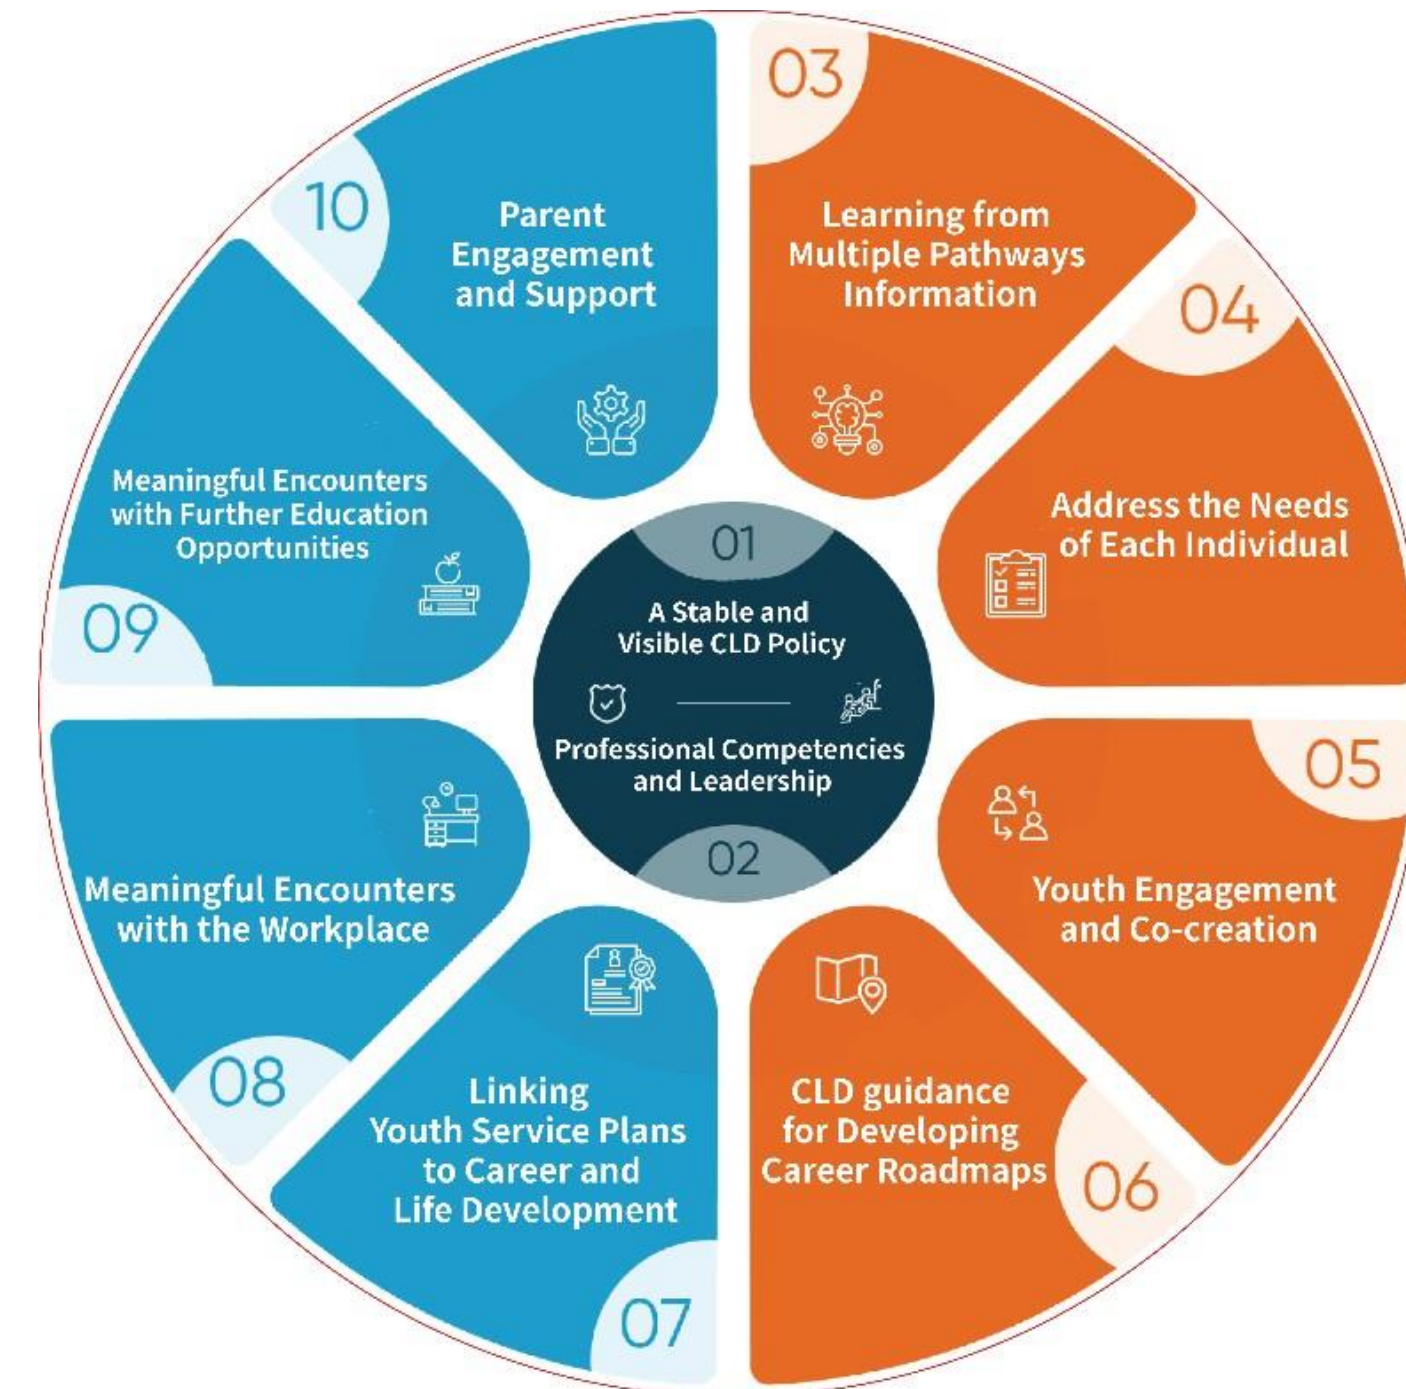 01
A Stable and
Visible CLD Policy
Professional Competencies
and Leadership
02
03
Learning from
Multiple Pathways
Information
04
Address the Needs
of Each Individual
05
Youth Engagement
and Co-creation
06
CLD guidance
for Developing
Career Roadmaps
07
Linking
Youth Service Plans
to Career and
Life Development
08
Meaningful Encounters
with the Workplace
09
Meaningful Encounters
with Further Education
Opportunities
10
Parent
Engagement
and Support